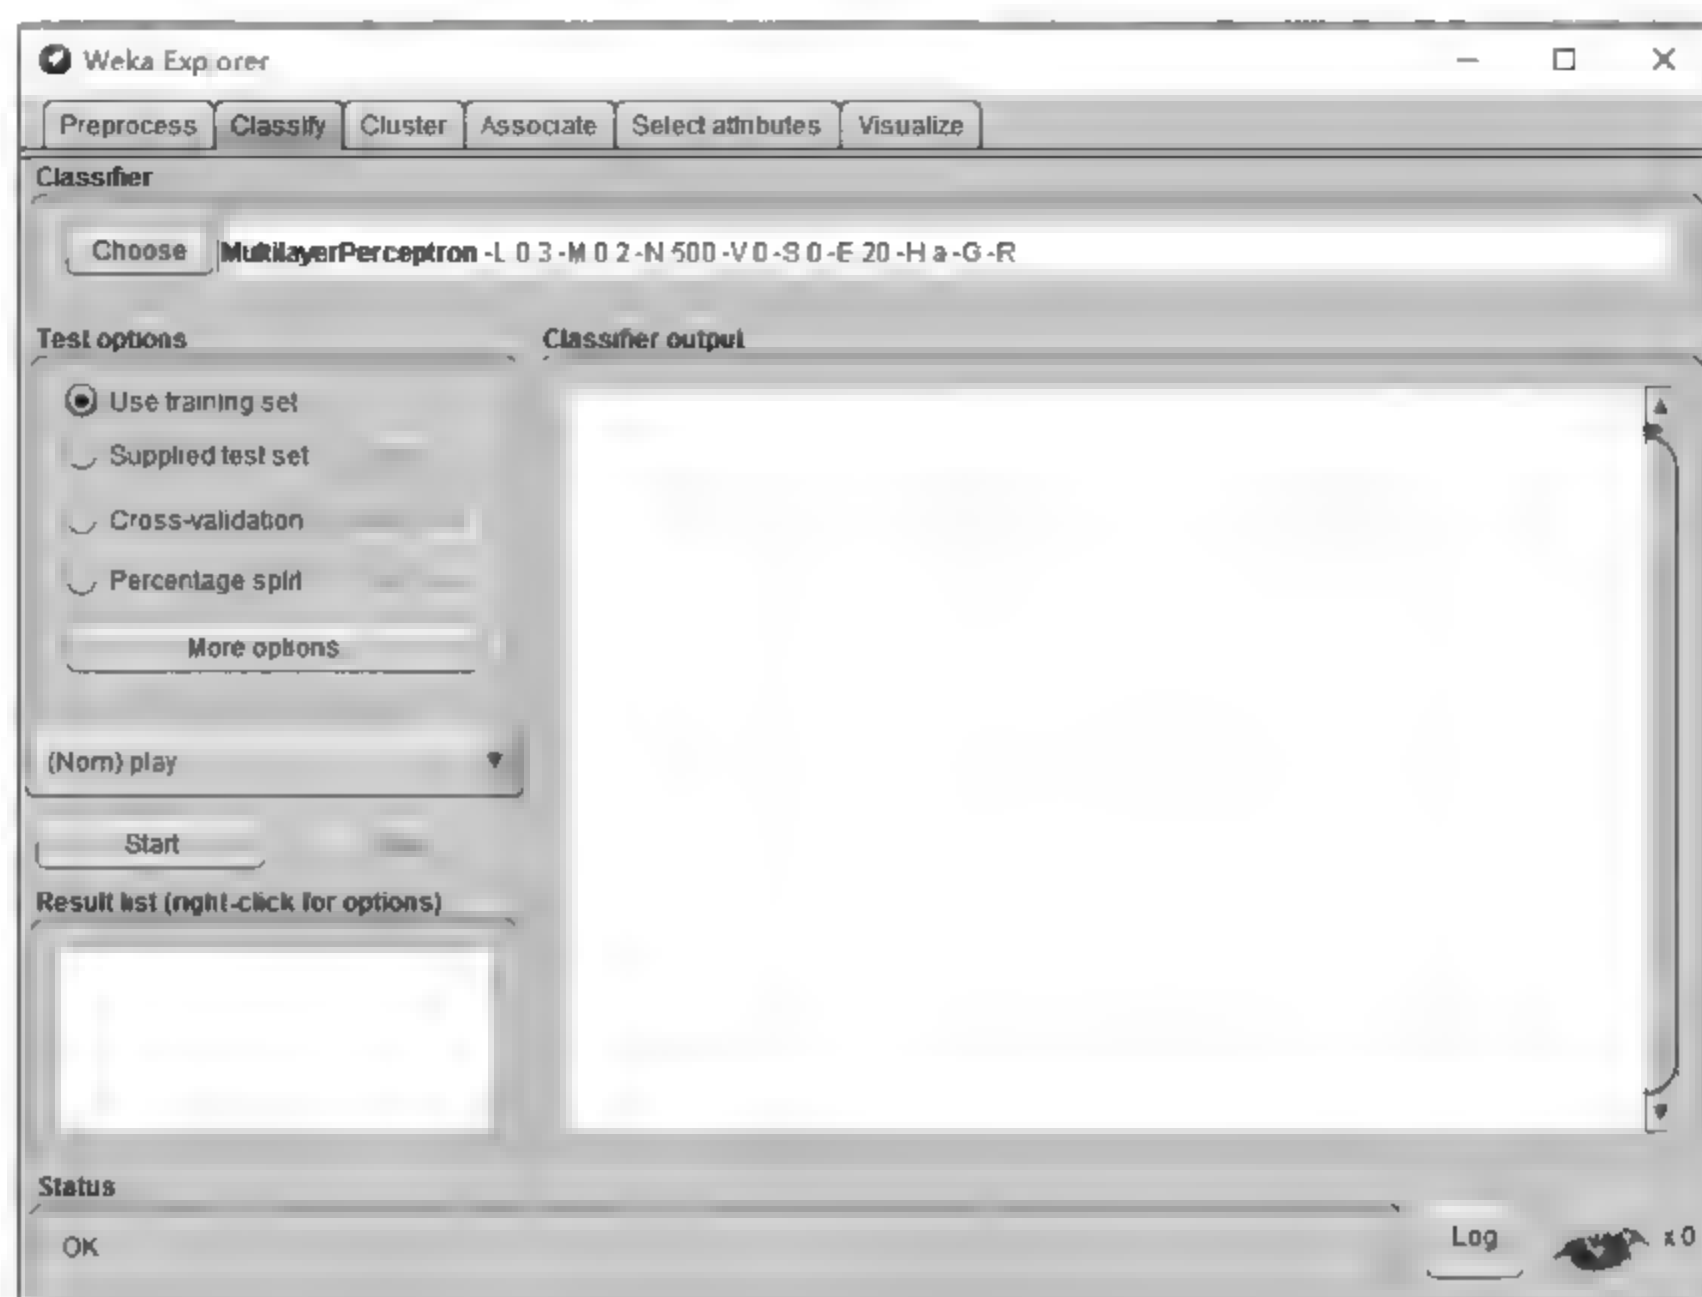 Weka Explorer
Preprocess Classify Cluster Associate Select attributes Visualize
Classifier
Choose MultilayerPerceptron -L 0.3 -M 0.2 -N 500 -V 0 -S 0 -E 20 -H a -G -R
Test options
Classifier output
Use training set
Supplied test set
Cross-validation
Percentage split
More options
(Nom) play
Start
Result list (right-click for options)
Status
OK
Log
x 0